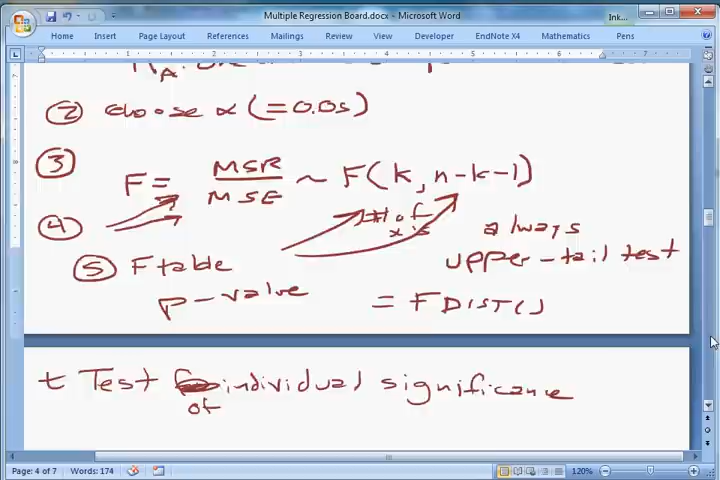 Multiple Regression Board.docx - Microsoft Word
Ink...
Home Insert Page Layout References Mailings Review View Developer EndNote X4 Mathematics Pens
② choose α (= 0.05)
③ F = MSR / MSE ~ F(k, n-k-1)
④
# of x's
always upper-tail test
⑤ F table
p-value = FDIST()
t Test of individual significance
Page: 4 of 7 Words: 174 120%